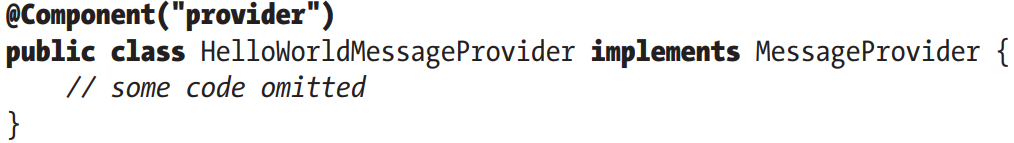 @Component("provider")
public class HelloWorldMessageProvider implements MessageProvider {
    // some code omitted
}